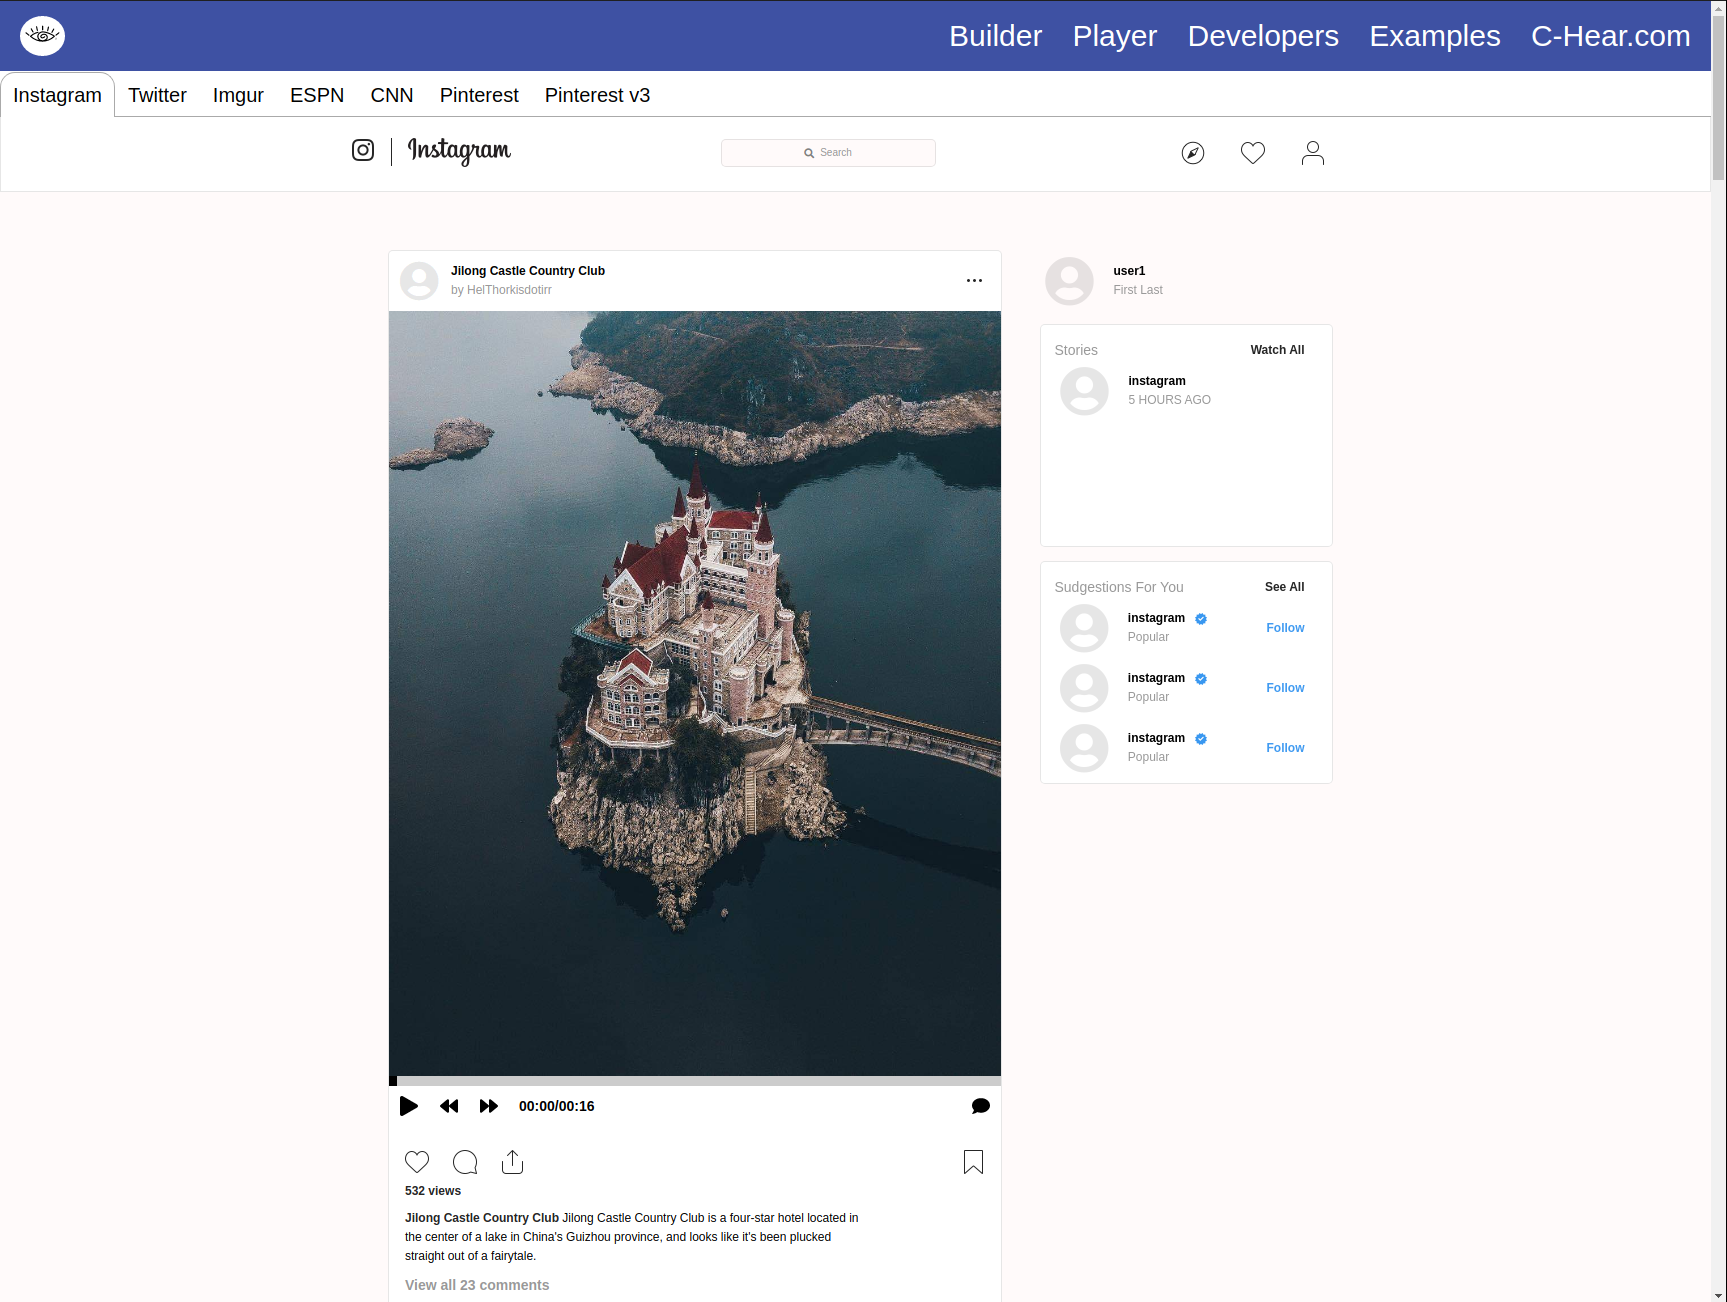 Builder Player Developers Examples C-Hear.com
Instagram Twitter Imgur ESPN CNN Pinterest Pinterest v3
Instagram
Search
Jilong Castle Country Club
by HelThorkisdotirr
user1
First Last
Stories Watch All
instagram
5 HOURS AGO
Sudgestions For You See All
instagram
Popular
Follow
instagram
Popular
Follow
instagram
Popular
Follow
00:00/00:16
532 views
Jilong Castle Country Club Jilong Castle Country Club is a four-star hotel located in
the center of a lake in China's Guizhou province, and looks like it's been plucked
straight out of a fairytale.
View all 23 comments